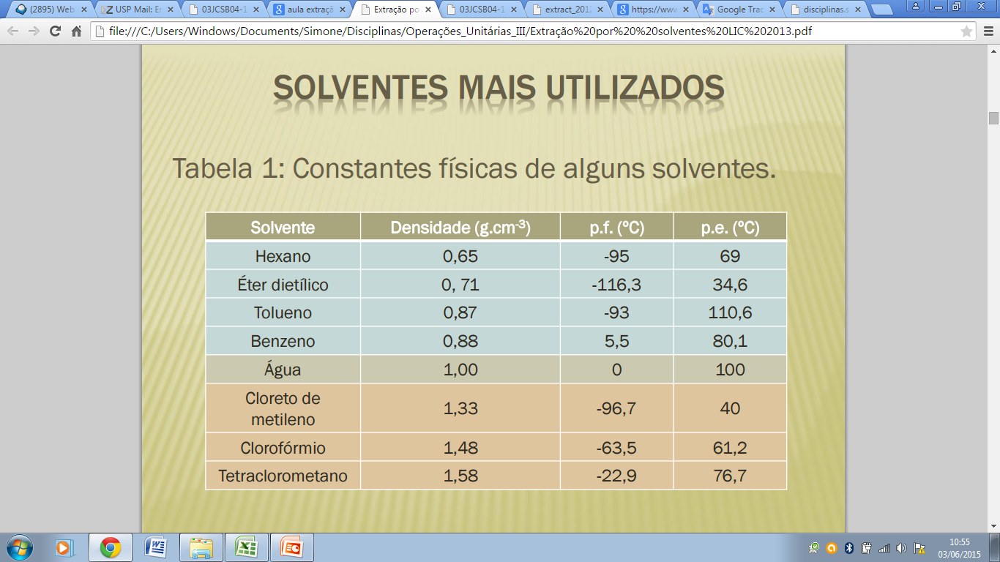 (2895) Web
USP Mail: En
03JCSB04-1
aula extraçã
Extração po
03JCSB04-1
extract_2012
https://www
Google Trad
disciplinas.s
file:///C:/Users/Windows/Documents/Simone/Disciplinas/Operações_Unitárias_III/Extração%20por%20%20solventes%20LIC%202013.pdf
SOLVENTES MAIS UTILIZADOS
Tabela 1: Constantes físicas de alguns solventes.
Solvente Densidade (g.cm-3) p.f. (ºC) p.e. (ºC)
Hexano 0,65 -95 69
Éter dietílico 0, 71 -116,3 34,6
Tolueno 0,87 -93 110,6
Benzeno 0,88 5,5 80,1
Água 1,00 0 100
Cloreto de
metileno 1,33 -96,7 40
Clorofórmio 1,48 -63,5 61,2
Tetraclorometano 1,58 -22,9 76,7
10:55
03/06/2015